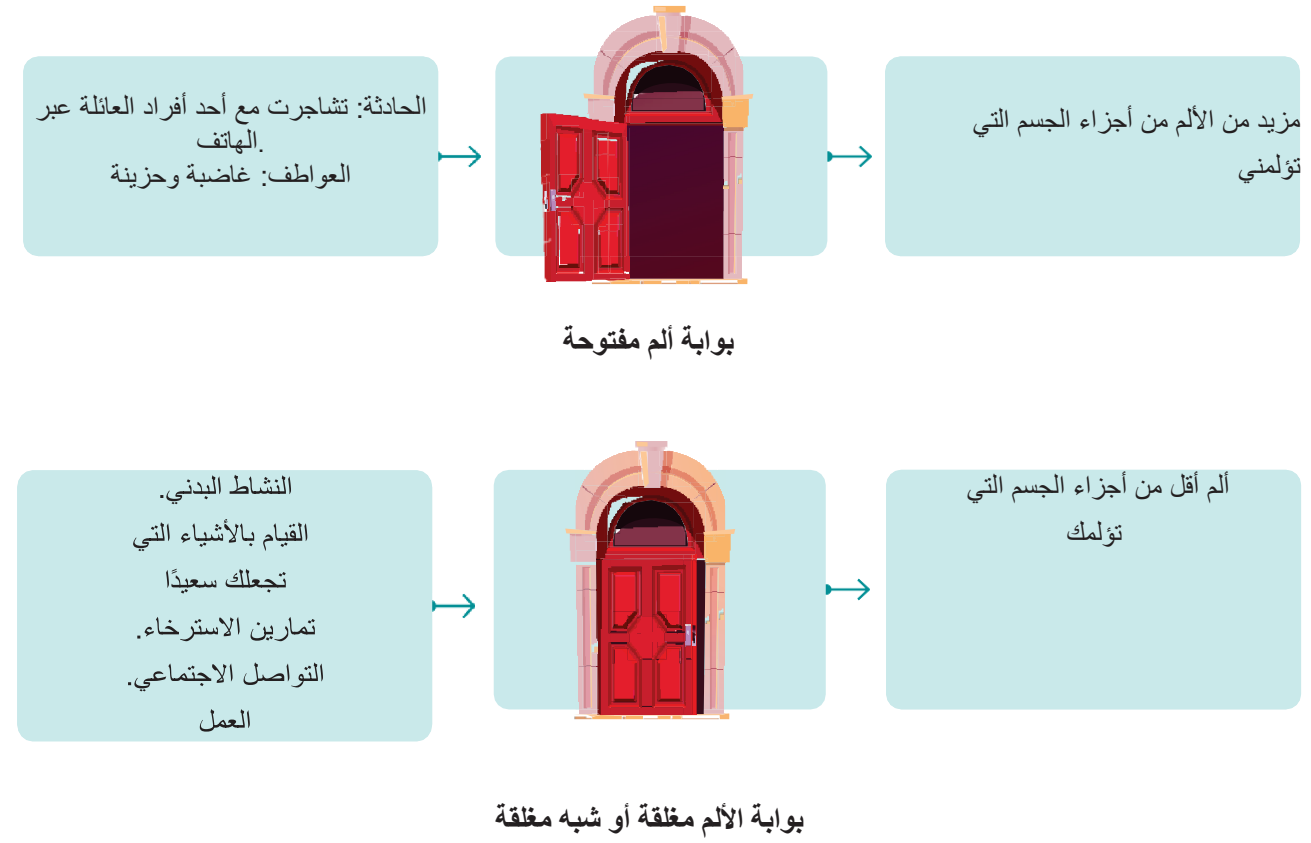 الحادثة: تشاجرت مع أحد أفراد العائلة عبر
الهاتف.
العواطف: غاضبة وحزينة
مزيد من الألم من أجزاء الجسم التي
تؤلمني
بوابة ألم مفتوحة
النشاط البدني.
القيام بالأشياء التي
تجعلك سعيدًا
تمارين الاسترخاء.
التواصل الاجتماعي.
العمل
ألم أقل من أجزاء الجسم التي
تؤلمك
بوابة الألم مغلقة أو شبه مغلقة